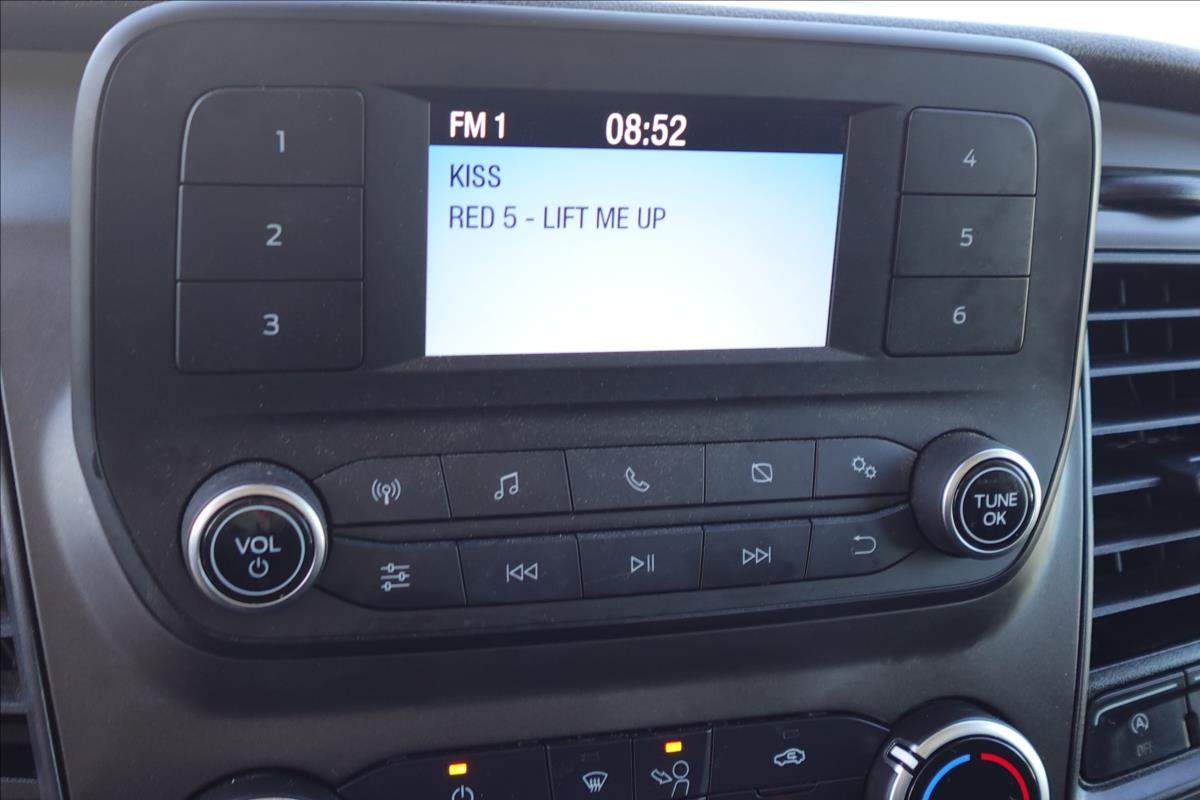 FM 1 08:52
KISS
RED 5 - LIFT ME UP
1
2
3
4
5
6
VOL
TUNE
OK
A
OFF